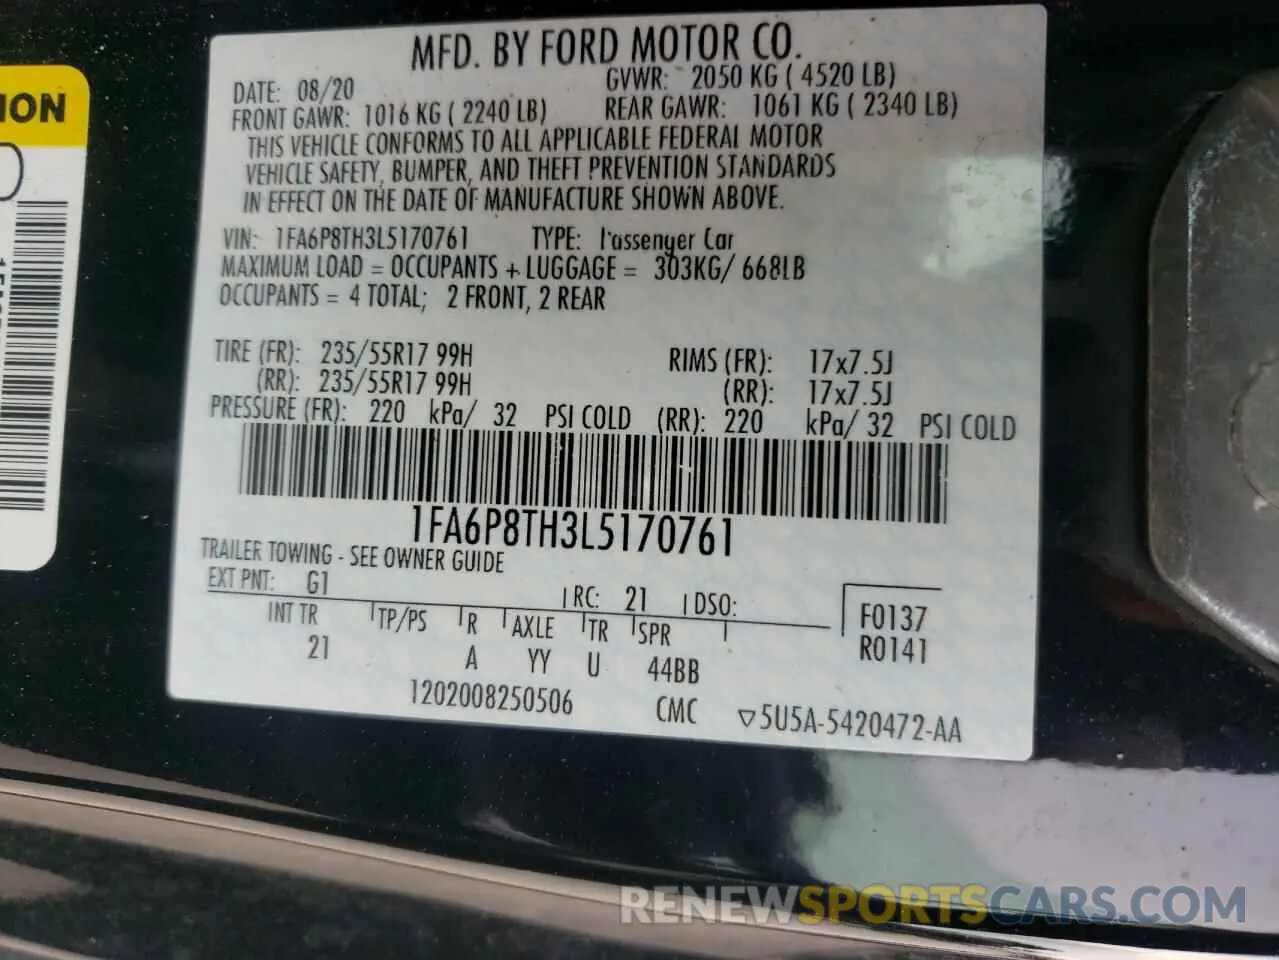 MFD. BY FORD MOTOR CO.
DATE: 08/20 GVWR: 2050 KG ( 4520 LB)
FRONT GAWR: 1016 KG ( 2240 LB) REAR GAWR: 1061 KG ( 2340 LB)
THIS VEHICLE CONFORMS TO ALL APPLICABLE FEDERAL MOTOR
VEHICLE SAFETY, BUMPER, AND THEFT PREVENTION STANDARDS
IN EFFECT ON THE DATE OF MANUFACTURE SHOWN ABOVE.
VIN: 1FA6P8TH3L5170761 TYPE: Passenger Car
MAXIMUM LOAD = OCCUPANTS + LUGGAGE = 303KG/ 668LB
OCCUPANTS = 4 TOTAL; 2 FRONT, 2 REAR
TIRE (FR): 235/55R17 99H RIMS (FR): 17x7.5J
(RR): 235/55R17 99H (RR): 17x7.5J
PRESSURE (FR): 220 kPa/ 32 PSI COLD (RR): 220 kPa/ 32 PSI COLD
1FA6P8TH3L5170761
TRAILER TOWING - SEE OWNER GUIDE
EXT PNT: G1 RC: 21 DSO: F0137
INT TR TP/PS R AXLE TR SPR R0141
21 A YY U 44BB
1202008250506 CMC ▽5U5A-5420472-AA
ION
RENEWSPORTSCARS.COM